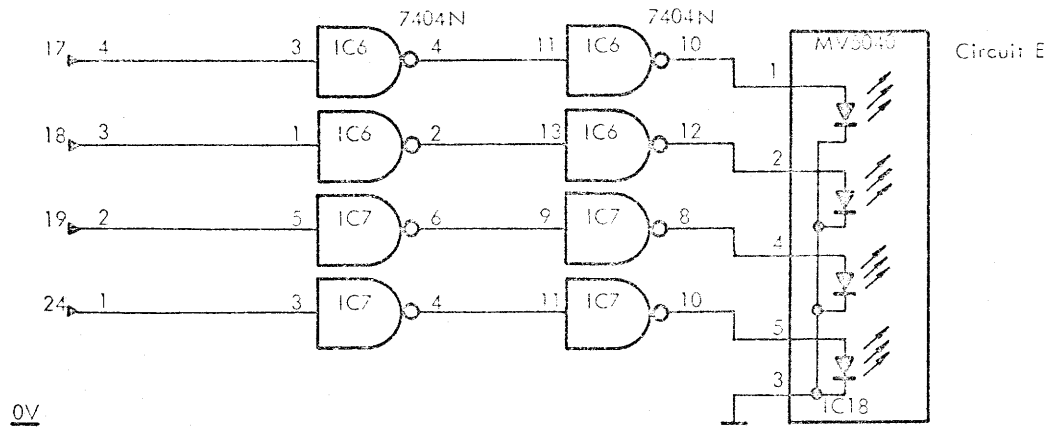 7404N 7404N
17 4 3 IC6 4 11 IC6 10 MV5040 Circuit E
1
18 3 1 IC6 2 13 IC6 12
2
19 2 5 IC7 6 9 IC7 8
4
24 1 3 IC7 4 11 IC7 10
5
3
0V IC18